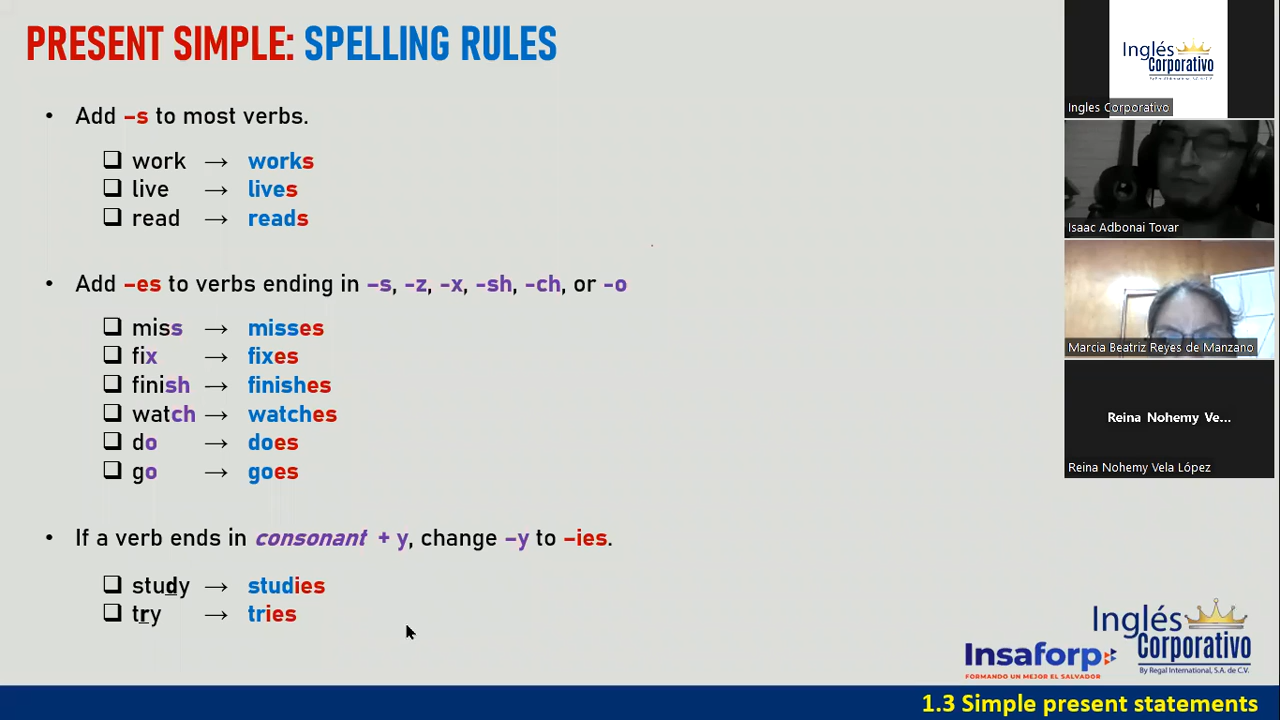 PRESENT SIMPLE: SPELLING RULES
• Add –s to most verbs.
❑ work → works
❑ live → lives
❑ read → reads
• Add –es to verbs ending in –s, -z, -x, -sh, -ch, or -o
❑ miss → misses
❑ fix → fixes
❑ finish → finishes
❑ watch → watches
❑ do → does
❑ go → goes
• If a verb ends in consonant + y, change –y to –ies.
❑ study → studies
❑ try → tries
Inglés
Corporativo
Ingles Corporativo
Isaac Adbonai Tovar
Marcia Beatriz Reyes de Manzano
Reina Nohemy Ve...
Reina Nohemy Vela López
Insaforp
FORMANDO UN MEJOR EL SALVADOR
Inglés
Corporativo
By Regal International, S.A. de C.V.
1.3 Simple present statements